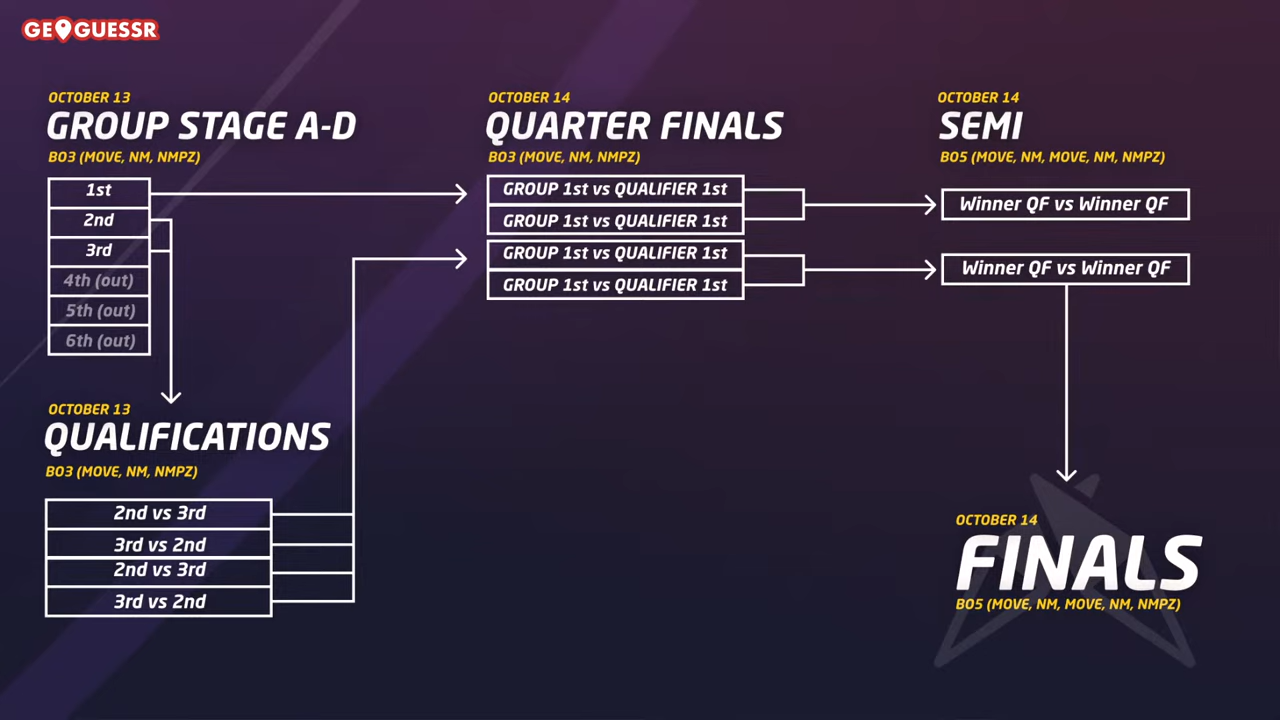 GEOGUESSR
OCTOBER 13
GROUP STAGE A-D
BO3 (MOVE, NM, NMPZ)
1st
2nd
3rd
4th (out)
5th (out)
6th (out)
OCTOBER 13
QUALIFICATIONS
BO3 (MOVE, NM, NMPZ)
2nd vs 3rd
3rd vs 2nd
2nd vs 3rd
3rd vs 2nd
OCTOBER 14
QUARTER FINALS
BO3 (MOVE, NM, NMPZ)
GROUP 1st vs QUALIFIER 1st
GROUP 1st vs QUALIFIER 1st
GROUP 1st vs QUALIFIER 1st
GROUP 1st vs QUALIFIER 1st
OCTOBER 14
SEMI
BO5 (MOVE, NM, MOVE, NM, NMPZ)
Winner QF vs Winner QF
Winner QF vs Winner QF
OCTOBER 14
FINALS
BO5 (MOVE, NM, MOVE, NM, NMPZ)